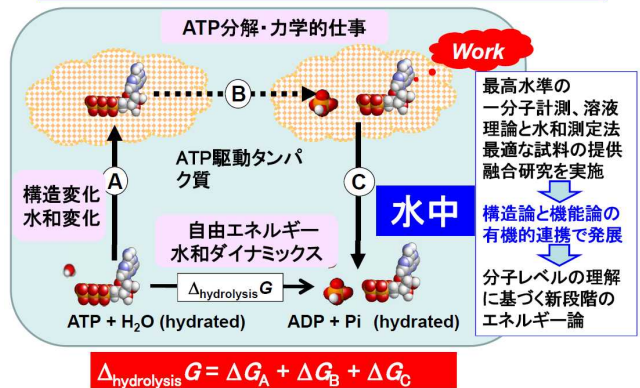 ATP分解・力学的仕事
Work
B
ATP駆動タンパ
ク質
A
C
構造変化
水和変化
水中
自由エネルギー
水和ダイナミックス
Δhydrolysis G
ATP + H₂O (hydrated)
ADP + Pi (hydrated)
Δhydrolysis G = ΔG_A + ΔG_B + ΔG_C
最高水準の
一分子計測、溶液
理論と水和測定法
最適な試料の提供
融合研究を実施
構造論と機能論の
有機的連携で発展
分子レベルの理解
に基づく新段階の
エネルギー論